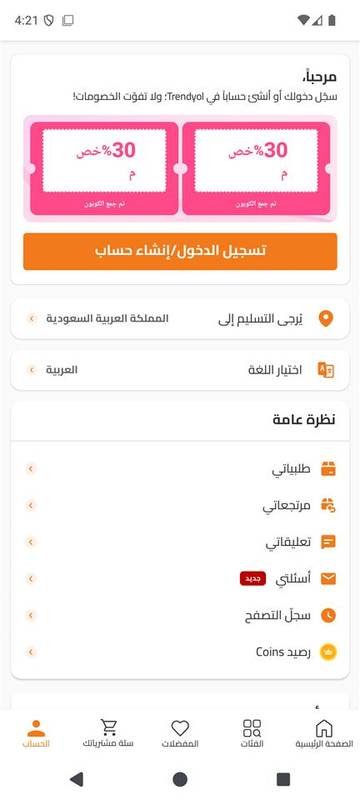 4:21
مرحباً،
سجّل دخولك أو أنشئ حساباً في Trendyol؛ ولا تفوّت الخصومات!
30%خص
م
تم جمع الكوبون
30%خص
م
تم جمع الكوبون
تسجيل الدخول/إنشاء حساب
يُرجى التسليم إلى المملكة العربية السعودية
اختيار اللغة العربية
نظرة عامة
طلبياتي
مرتجعاتي
تعليقاتي
أسئلتي جديد
سجلّ التصفح
رصيد Coins
الصفحة الرئيسية الفئات المفضلات سلة مشترياتك الحساب